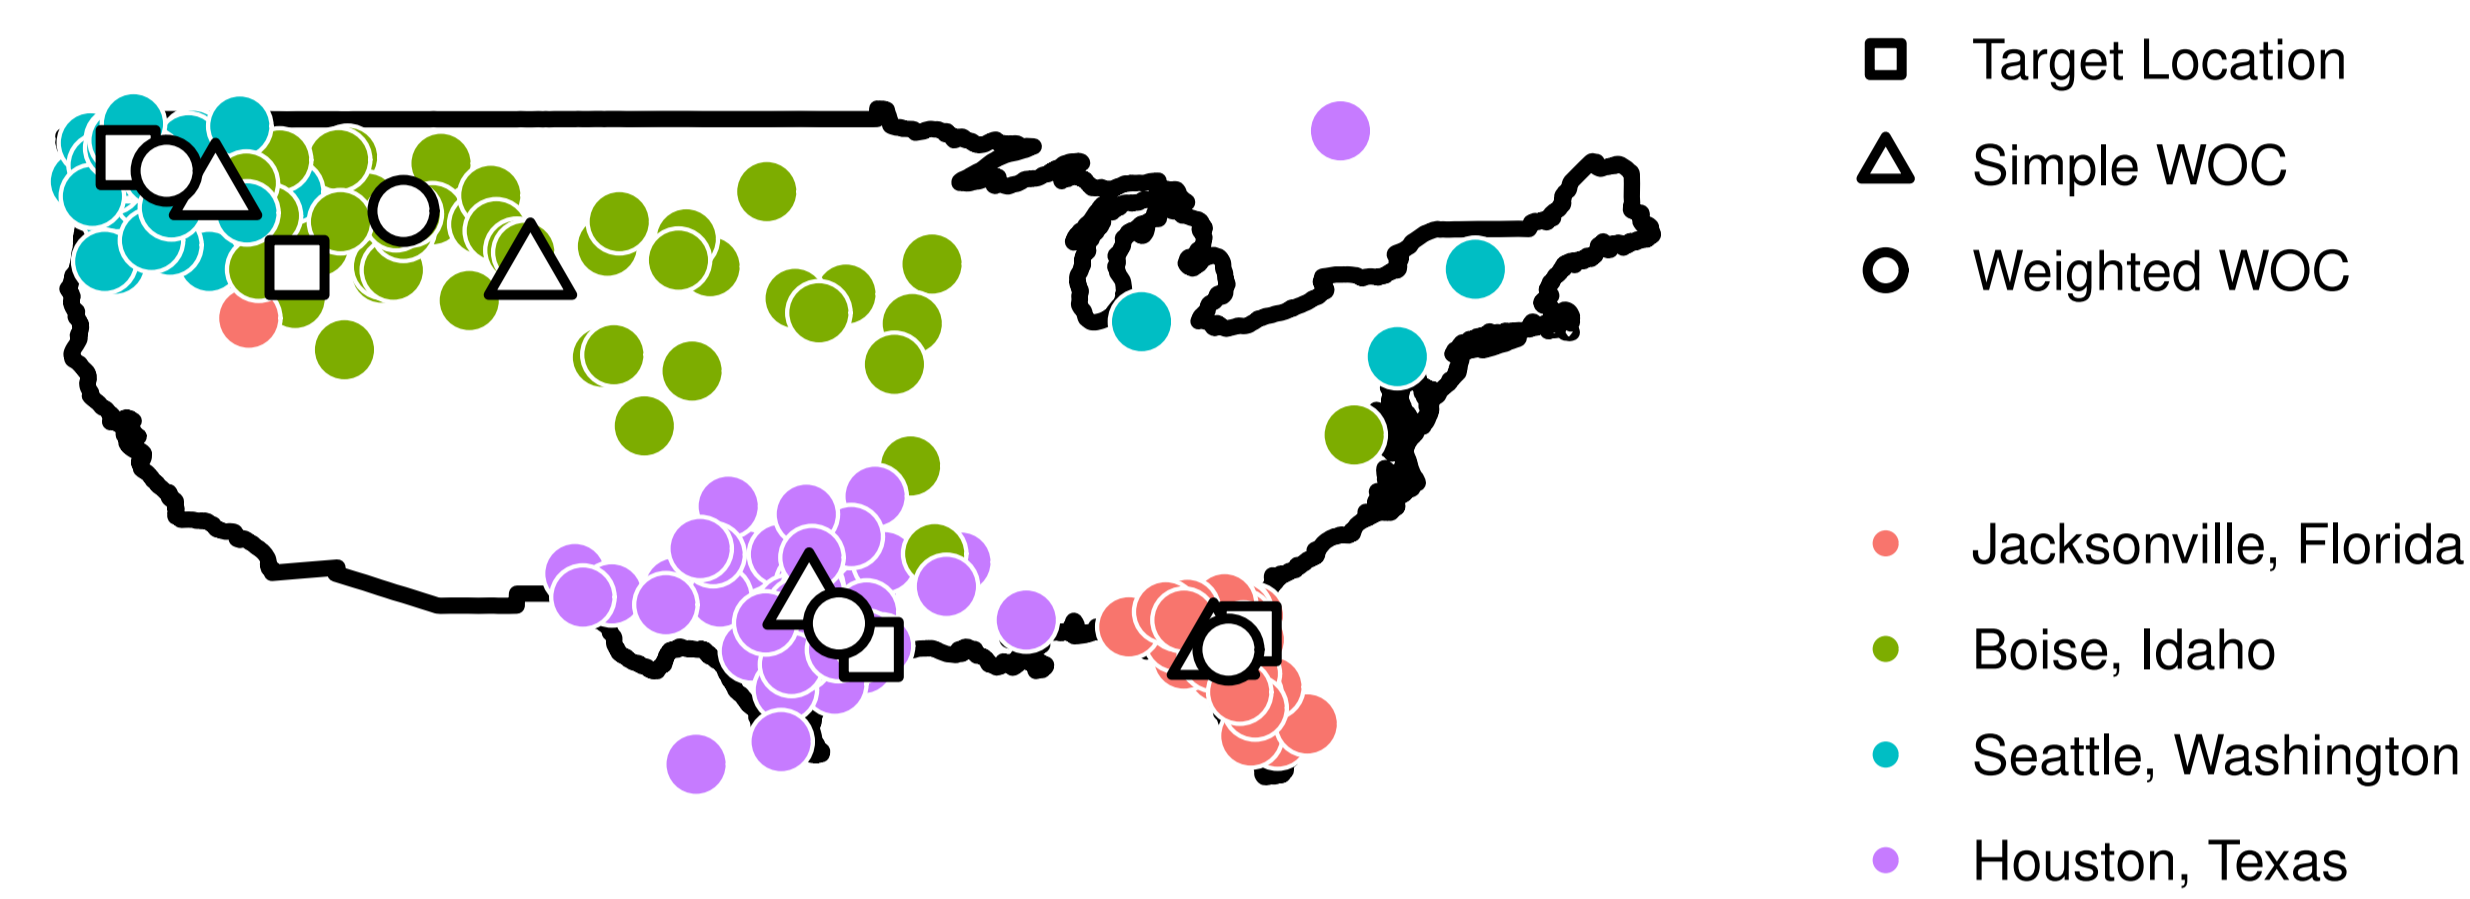 Target Location
Simple WOC
Weighted WOC
Jacksonville, Florida
Boise, Idaho
Seattle, Washington
Houston, Texas